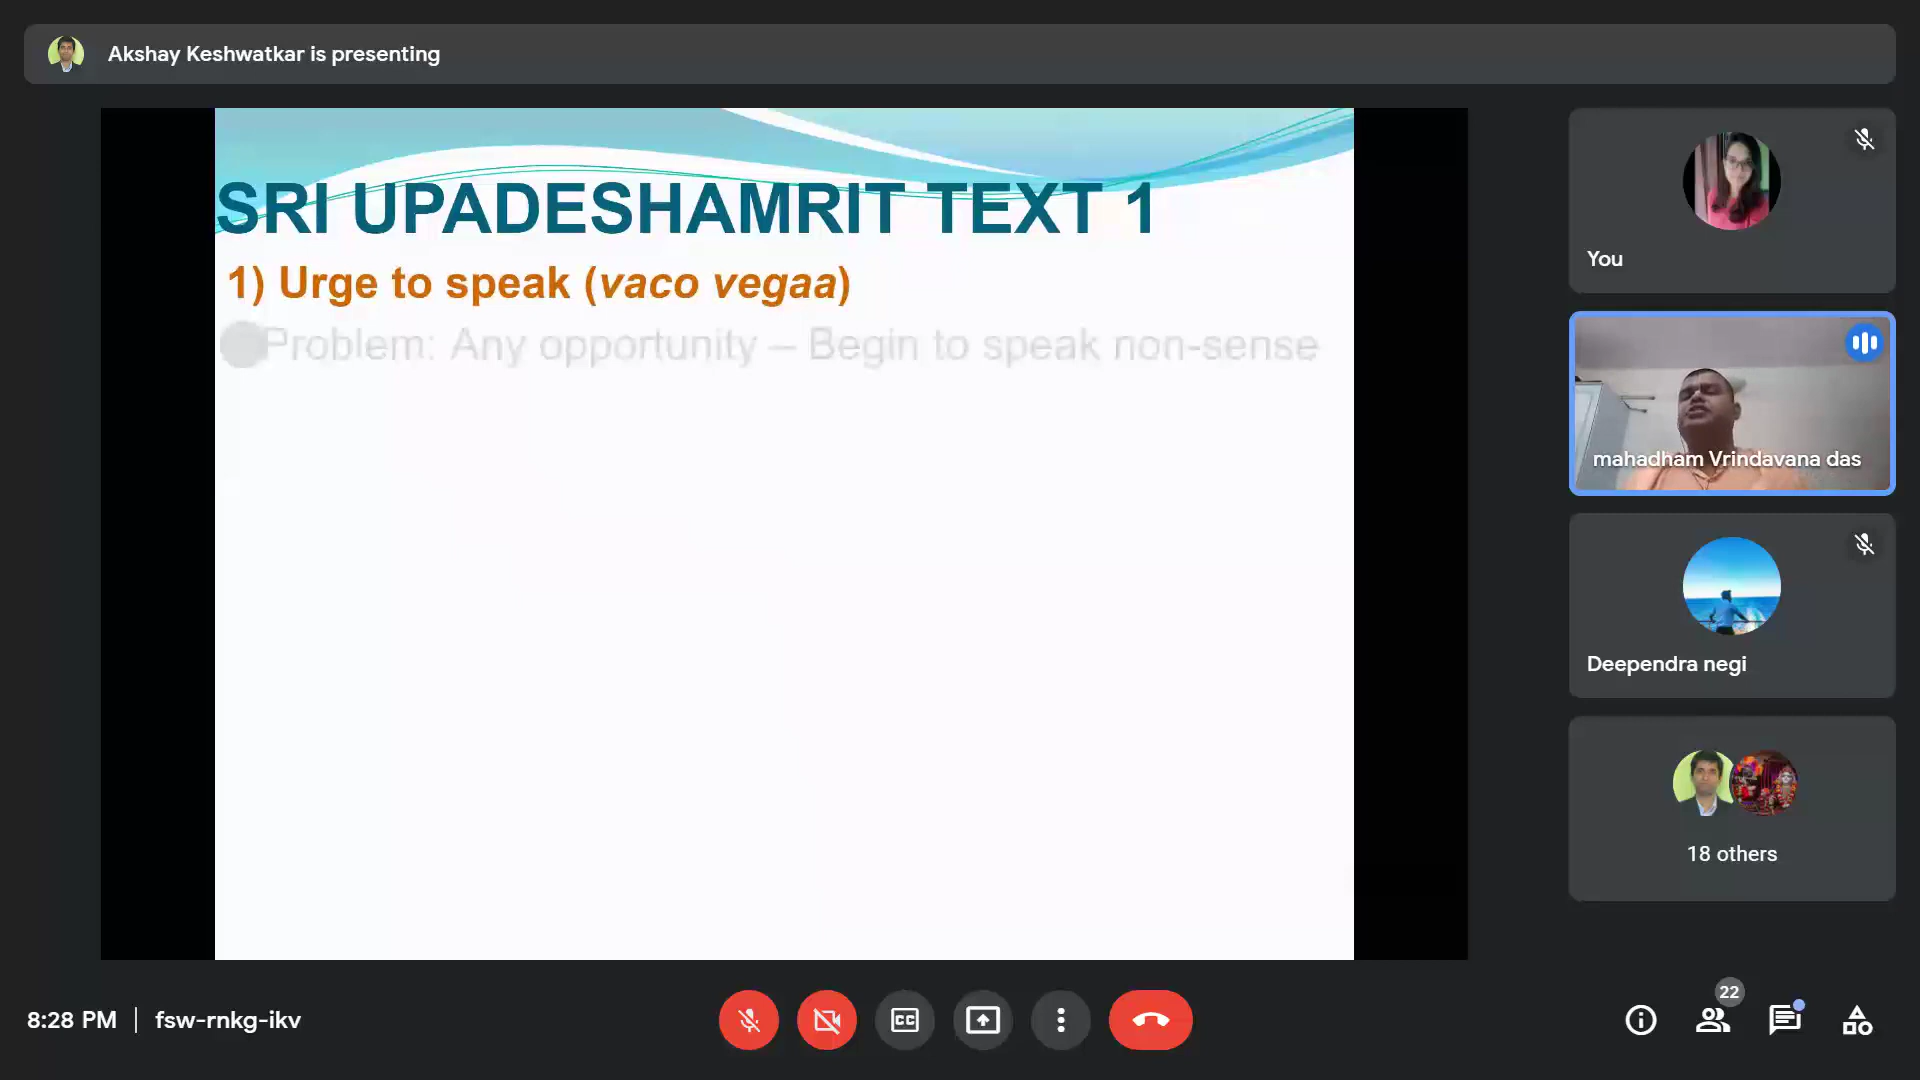 Akshay Keshwatkar is presenting
SRI UPADESHAMRIT TEXT 1
1) Urge to speak (vaco vegaa)
Problem: Any opportunity – Begin to speak non-sense
You
mahadham Vrindavana das
Deependra negi
18 others
8:28 PM | fsw-rnkg-ikv
CC
22